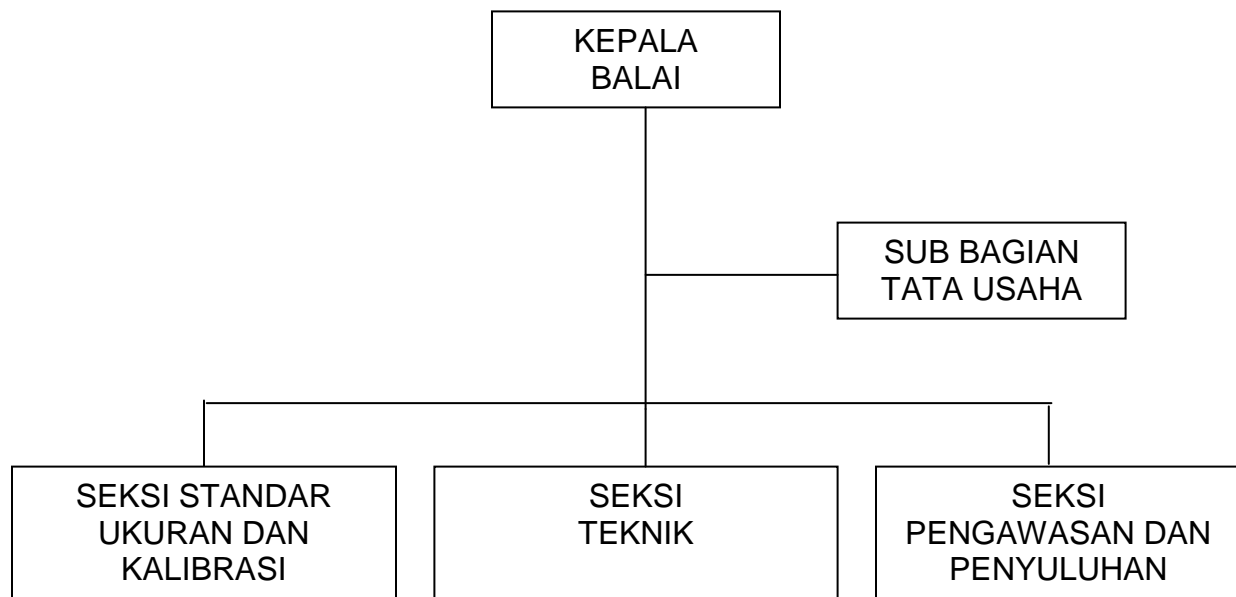 KEPALA
BALAI
SUB BAGIAN
TATA USAHA
SEKSI STANDAR
UKURAN DAN
KALIBRASI
SEKSI
TEKNIK
SEKSI
PENGAWASAN DAN
PENYULUHAN